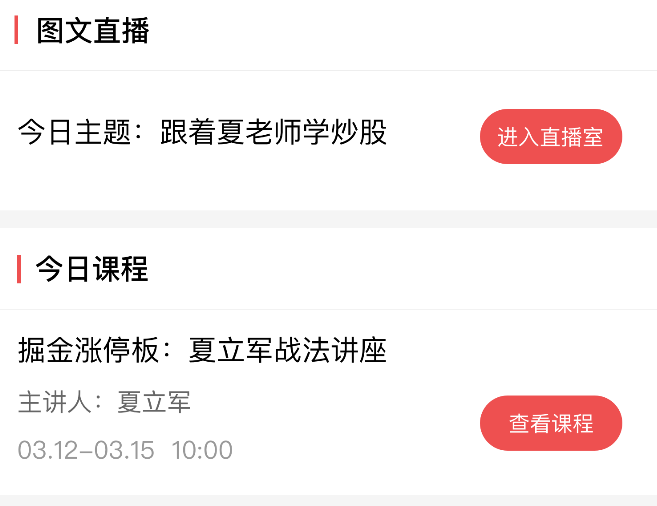 图文直播
今日主题：跟着夏老师学炒股
进入直播室
今日课程
掘金涨停板：夏立军战法讲座
主讲人：夏立军
03.12-03.15 10:00
查看课程